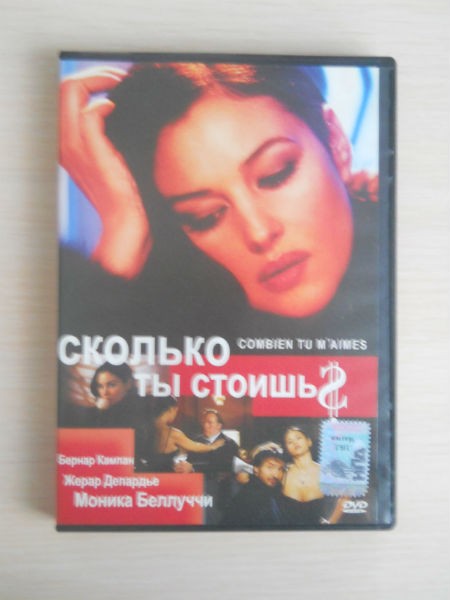 COMBIEN TU M'AIMES
СКОЛЬКО
ТЫ СТОИШЬ
Бернар Кампан
Жерар Депардье
Моника Беллуччи
DVD